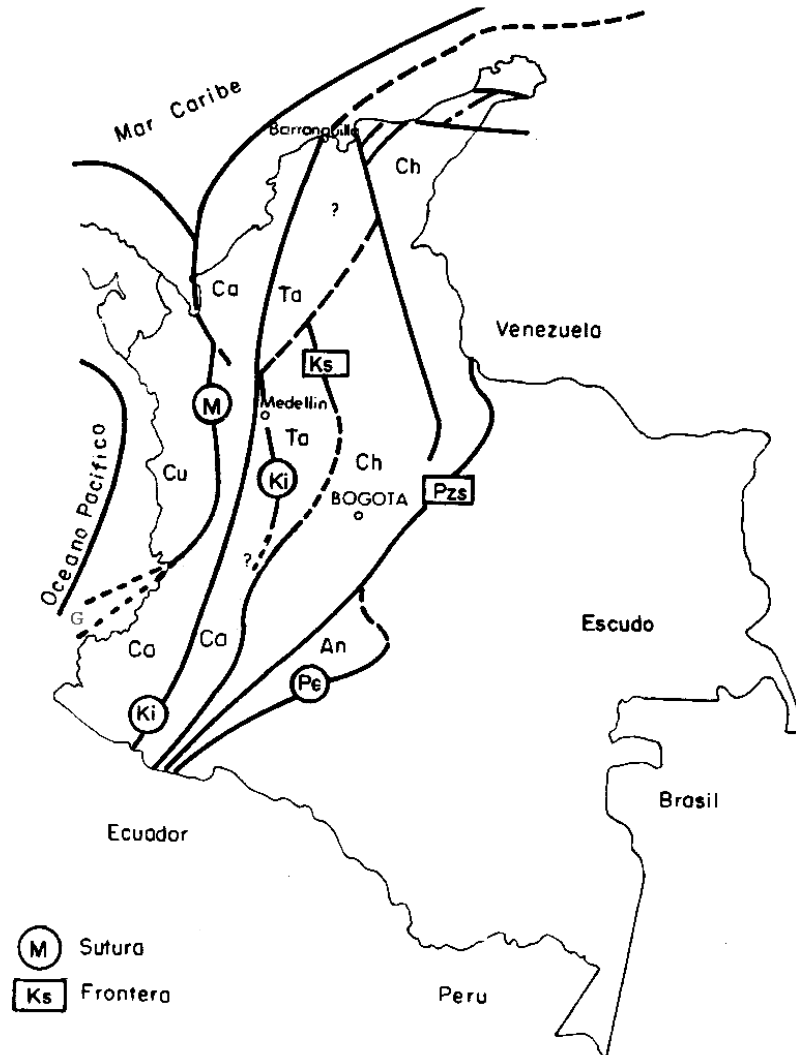 Mar Caribe
Barranquilla
Ch
?
Ca
Ta
Venezuela
Ks
M
Medellin
Ta
Ch
Cu
Ki
Pzs
BOGOTA
Oceano Pacifico
?
G
Escudo
Ca
Ca
An
Pє
Ki
Brasil
Ecuador
M Sutura
Ks Frontera
Peru